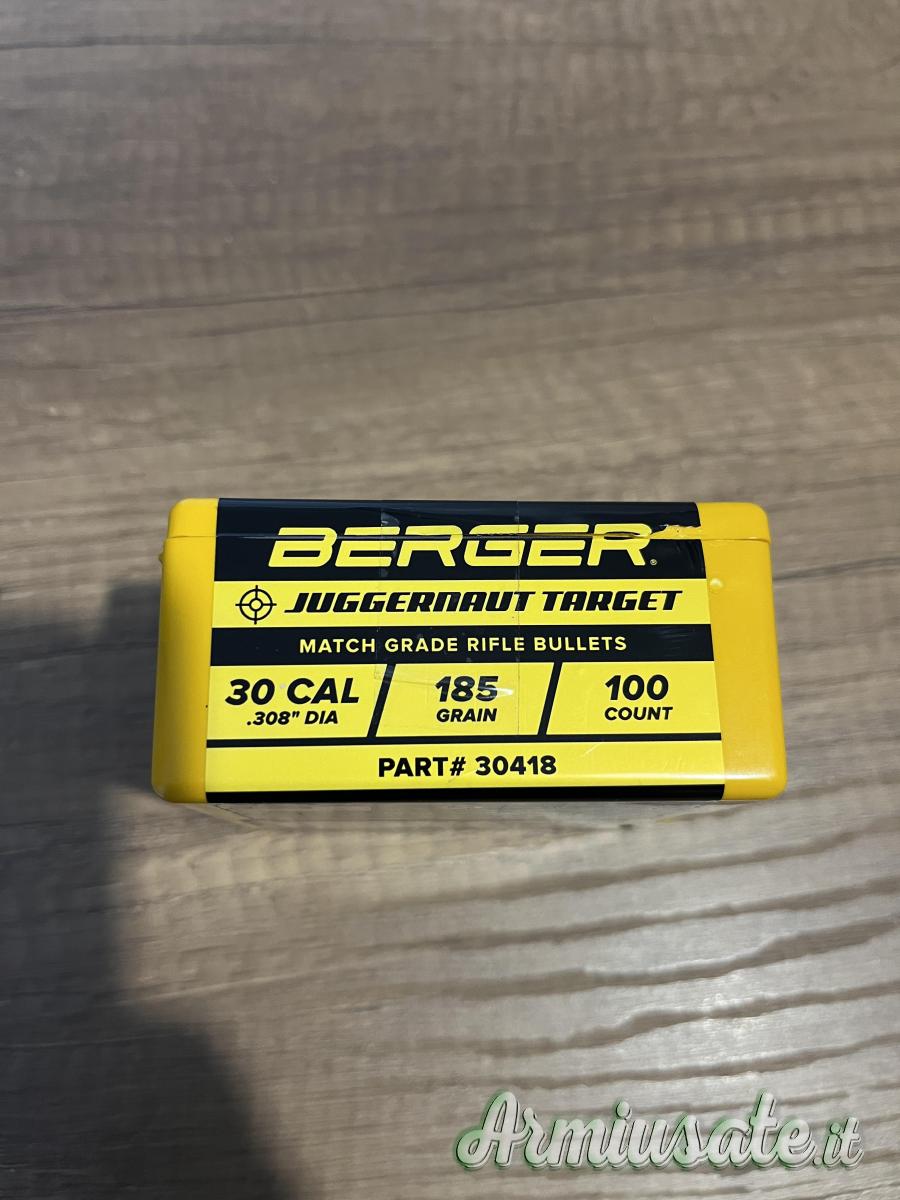 BERGER®
JUGGERNAUT TARGET
MATCH GRADE RIFLE BULLETS
30 CAL 185 100
.308" DIA GRAIN COUNT
PART# 30418
Armiusate.it